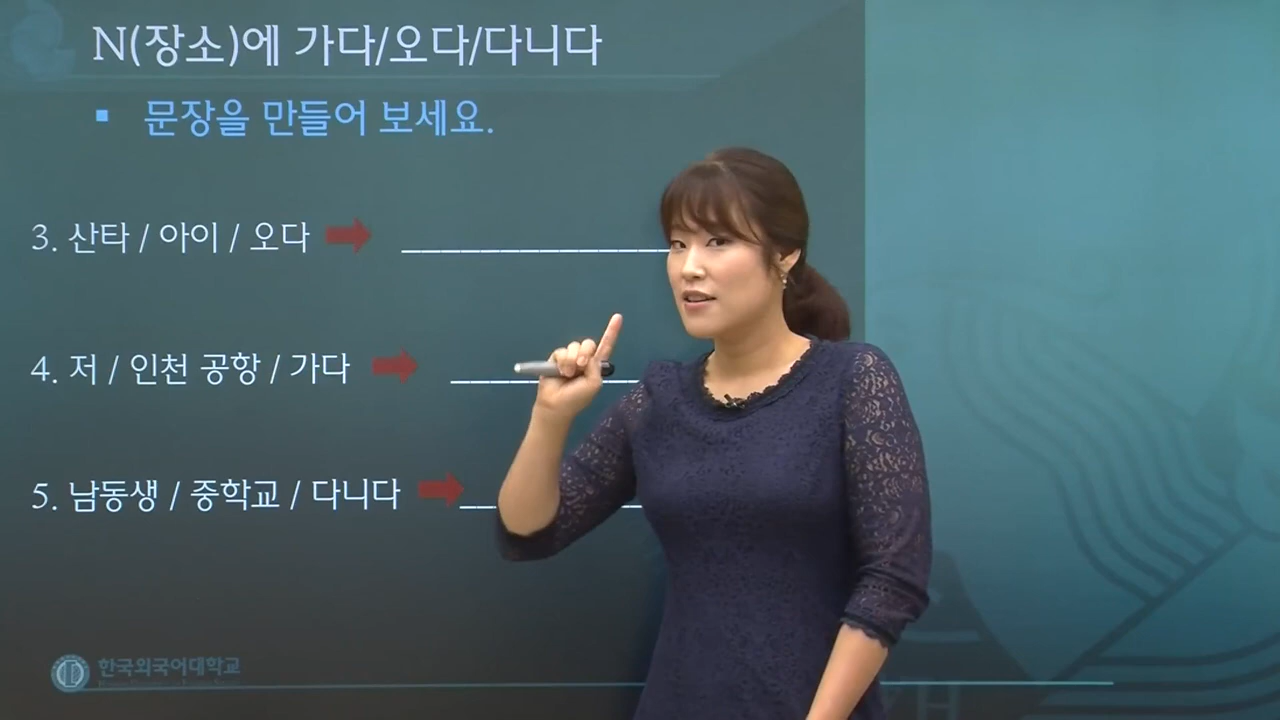 N(장소)에 가다/오다/다니다
▪ 문장을 만들어 보세요.
3. 산타 / 아이 / 오다
4. 저 / 인천 공항 / 가다
5. 남동생 / 중학교 / 다니다
한국외국어대학교